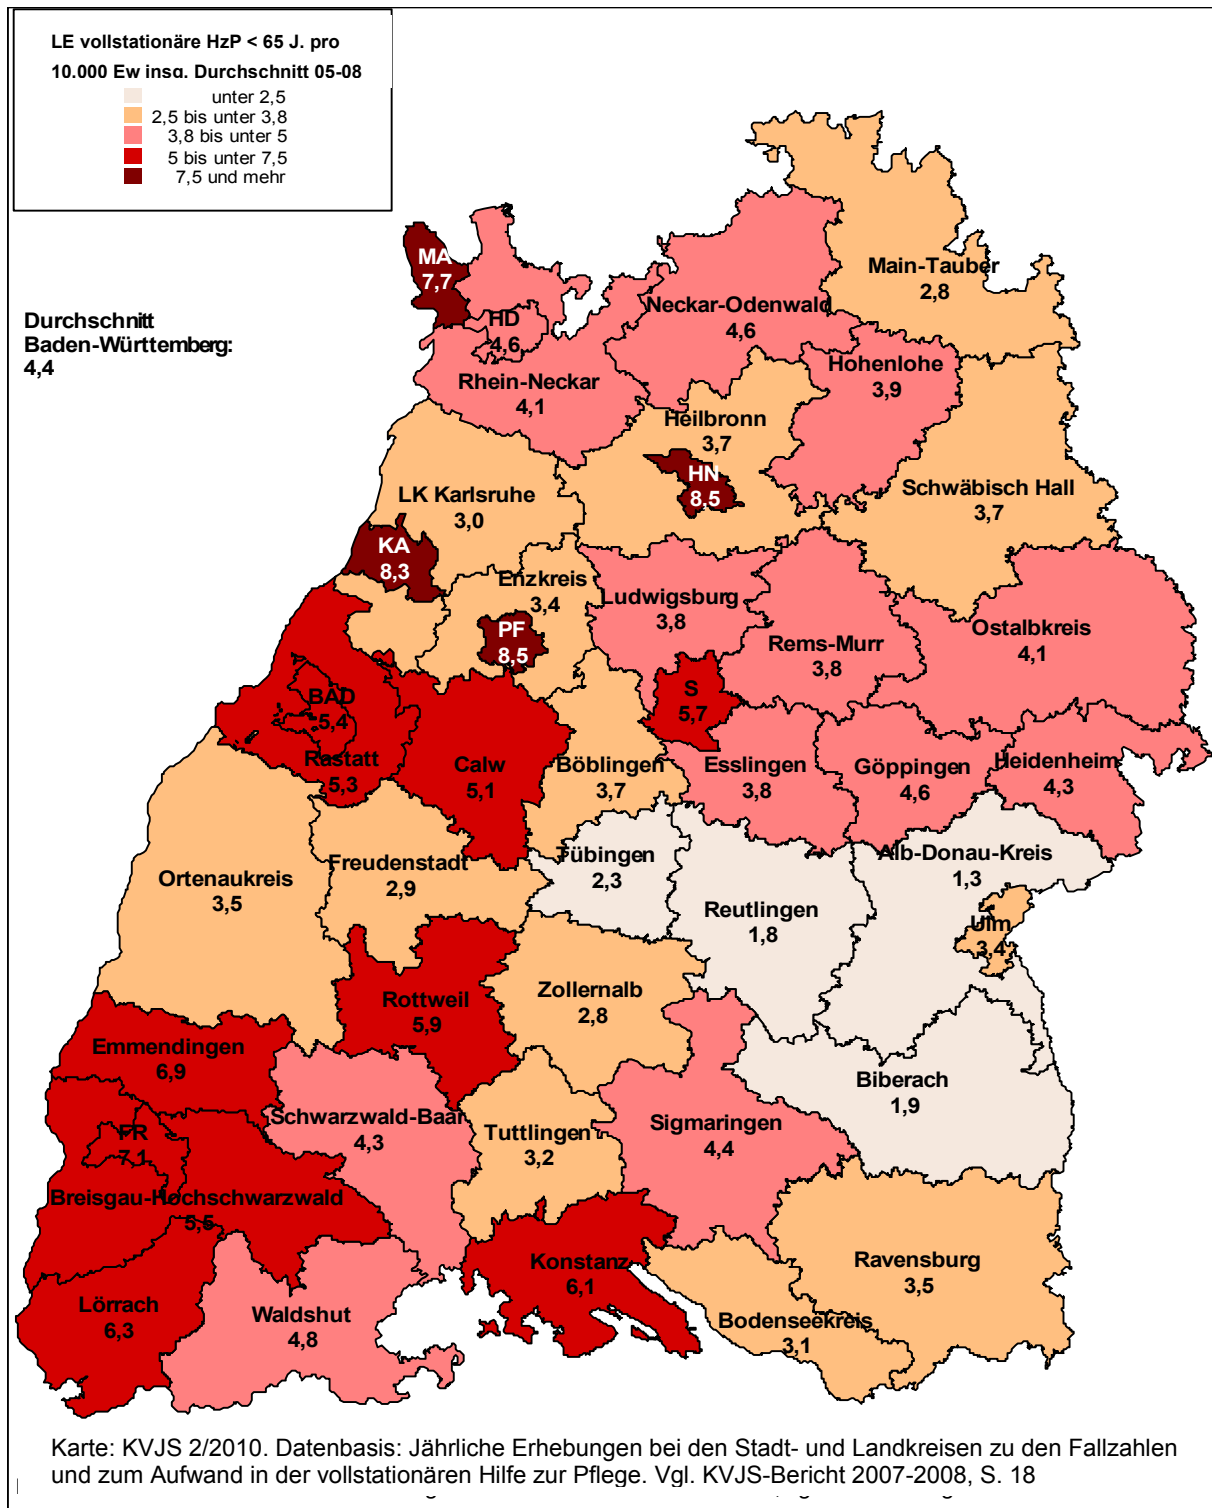 LE vollstationäre HzP < 65 J. pro
10.000 Ew insg. Durchschnitt 05-08
unter 2,5
2,5 bis unter 3,8
3,8 bis unter 5
5 bis unter 7,5
7,5 und mehr
Durchschnitt
Baden-Württemberg:
4,4
MA
7,7
HD
4,6
Rhein-Neckar
4,1
Neckar-Odenwald
4,6
Main-Tauber
2,8
Hohenlohe
3,9
Heilbronn
3,7
HN
8,5
Schwäbisch Hall
3,7
LK Karlsruhe
3,0
KA
8,3
Enzkreis
3,4
PF
8,5
Ludwigsburg
3,8
Rems-Murr
3,8
Ostalbkreis
4,1
BAD
5,4
Rastatt
5,3
Calw
5,1
Böblingen
3,7
S
5,7
Esslingen
3,8
Göppingen
4,6
Heidenheim
4,3
Ortenaukreis
3,5
Freudenstadt
2,9
Tübingen
2,3
Reutlingen
1,8
Alb-Donau-Kreis
1,3
Ulm
3,4
Rottweil
5,9
Zollernalb
2,8
Emmendingen
6,9
Biberach
1,9
Schwarzwald-Baar
4,3
Tuttlingen
3,2
Sigmaringen
4,4
FR
7,1
Breisgau-Hochschwarzwald
5,5
Konstanz
6,1
Ravensburg
3,5
Lörrach
6,3
Waldshut
4,8
Bodenseekreis
3,1
Karte: KVJS 2/2010. Datenbasis: Jährliche Erhebungen bei den Stadt- und Landkreisen zu den Fallzahlen
und zum Aufwand in der vollstationären Hilfe zur Pflege. Vgl. KVJS-Bericht 2007-2008, S. 18